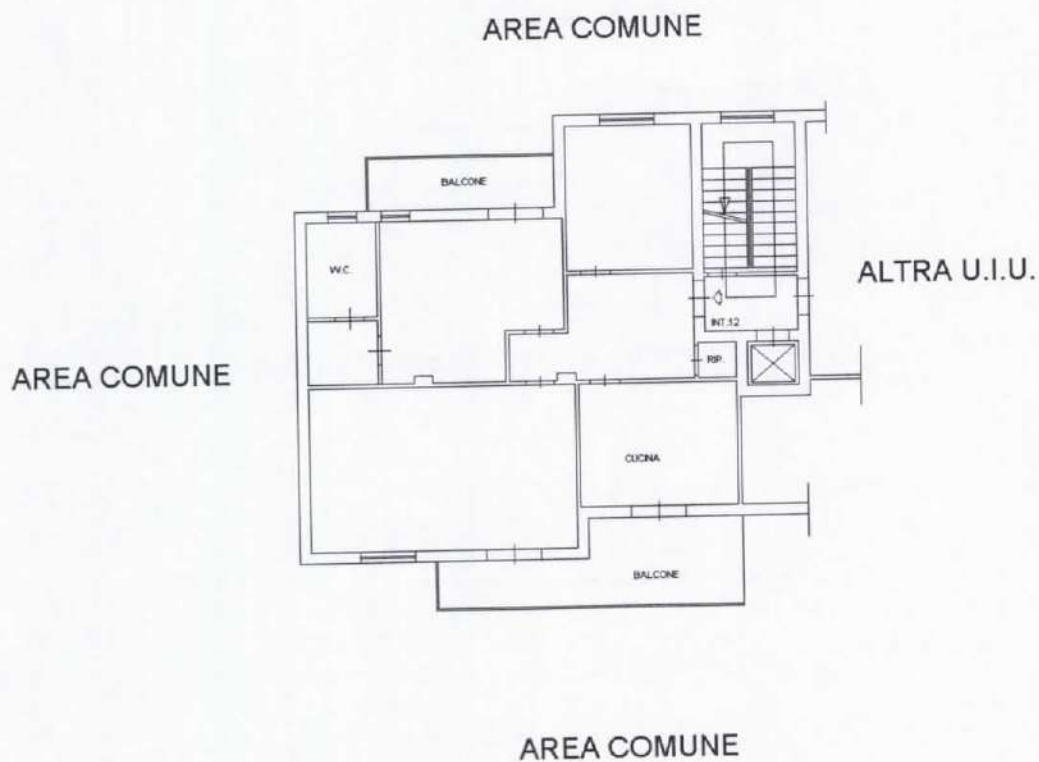 AREA COMUNE
BALCONE
W.C.
ALTRA U.I.U.
INT.12
RIP.
AREA COMUNE
CUCINA
BALCONE
AREA COMUNE